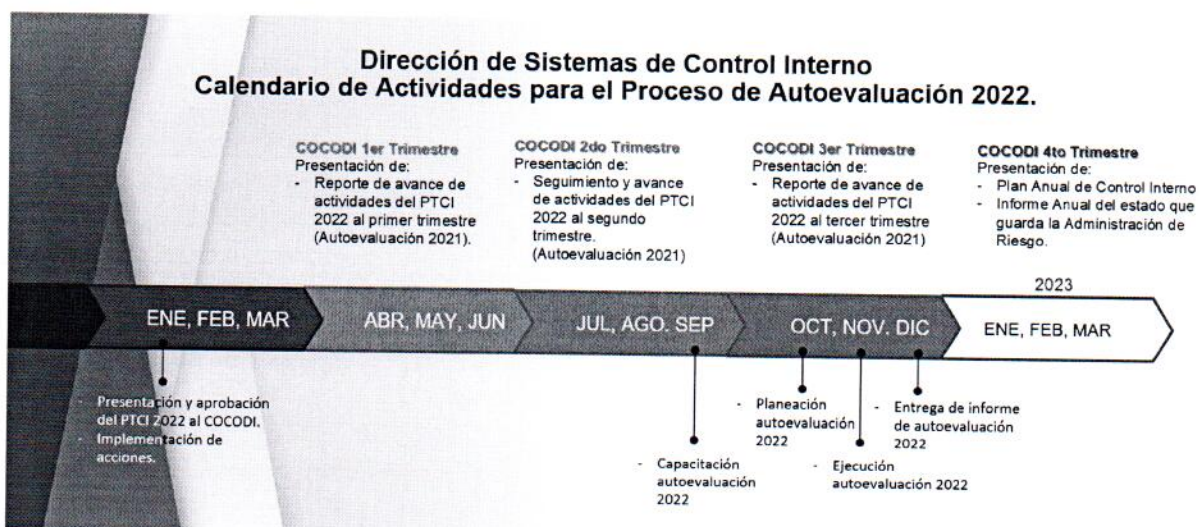 Dirección de Sistemas de Control Interno
Calendario de Actividades para el Proceso de Autoevaluación 2022.
COCODI 1er Trimestre
Presentación de:
- Reporte de avance de
actividades del PTCI
2022 al primer trimestre
(Autoevaluación 2021).
COCODI 2do Trimestre
Presentación de:
- Seguimiento y avance
de actividades del PTCI
2022 al segundo
trimestre.
(Autoevaluación 2021)
COCODI 3er Trimestre
Presentación de:
- Reporte de avance de
actividades del PTCI
2022 al tercer trimestre
(Autoevaluación 2021)
COCODI 4to Trimestre
Presentación de:
- Plan Anual de Control Interno
- Informe Anual del estado que
guarda la Administración de
Riesgo.
2023
ENE, FEB, MAR
ABR, MAY, JUN
JUL, AGO. SEP
OCT, NOV. DIC
ENE, FEB, MAR
- Presentación y aprobación
del PTCI 2022 al COCODI.
- Implementación de
acciones.
- Capacitación
autoevaluación
2022
- Planeación
autoevaluación
2022
- Ejecución
autoevaluación 2022
- Entrega de informe
de autoevaluación
2022